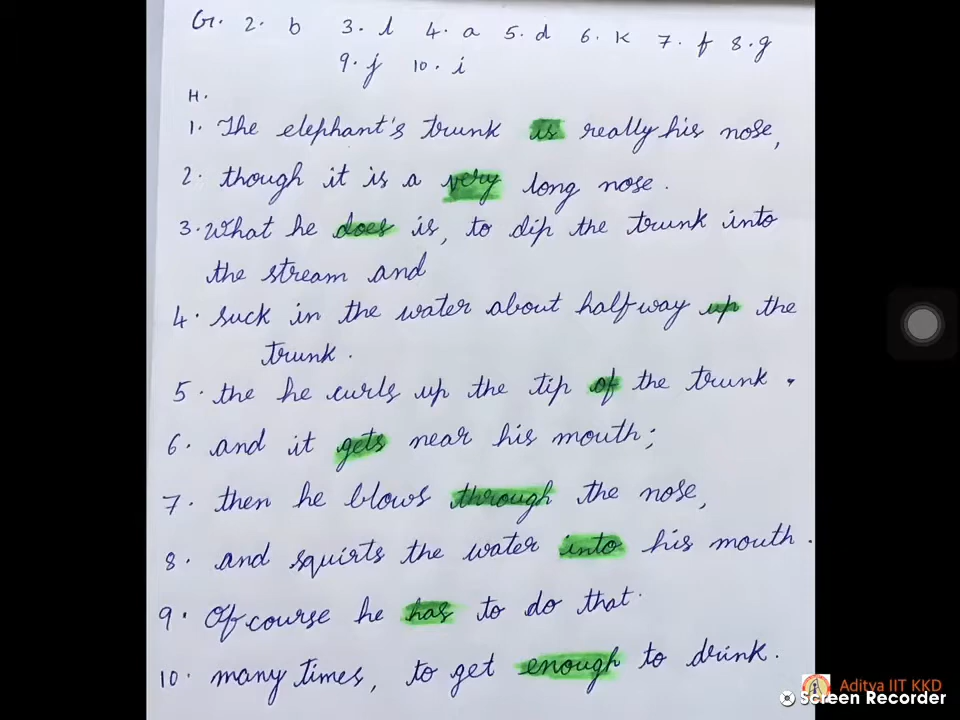 G. 2. b 3. l 4. a 5. d 6. k 7. f 8. g
9. j 10. i
H.
1. The elephant's trunk is really his nose,
2. though it is a very long nose.
3. What he does is, to dip the trunk into
the stream and
4. suck in the water about halfway up the
trunk.
5. the he curls up the tip of the trunk.
6. and it gets near his mouth;
7. then he blows through the nose,
8. and squirts the water into his mouth.
9. Of course he has to do that.
10. many times, to get enough to drink.
Aditya IIT KKD
Screen Recorder